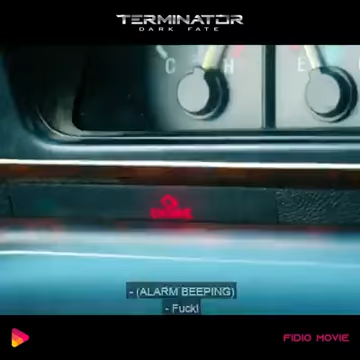 TERMINATOR
DARK FATE
C H
E
- (ALARM BEEPING)
- Fuck!
FIDIO MOVIE